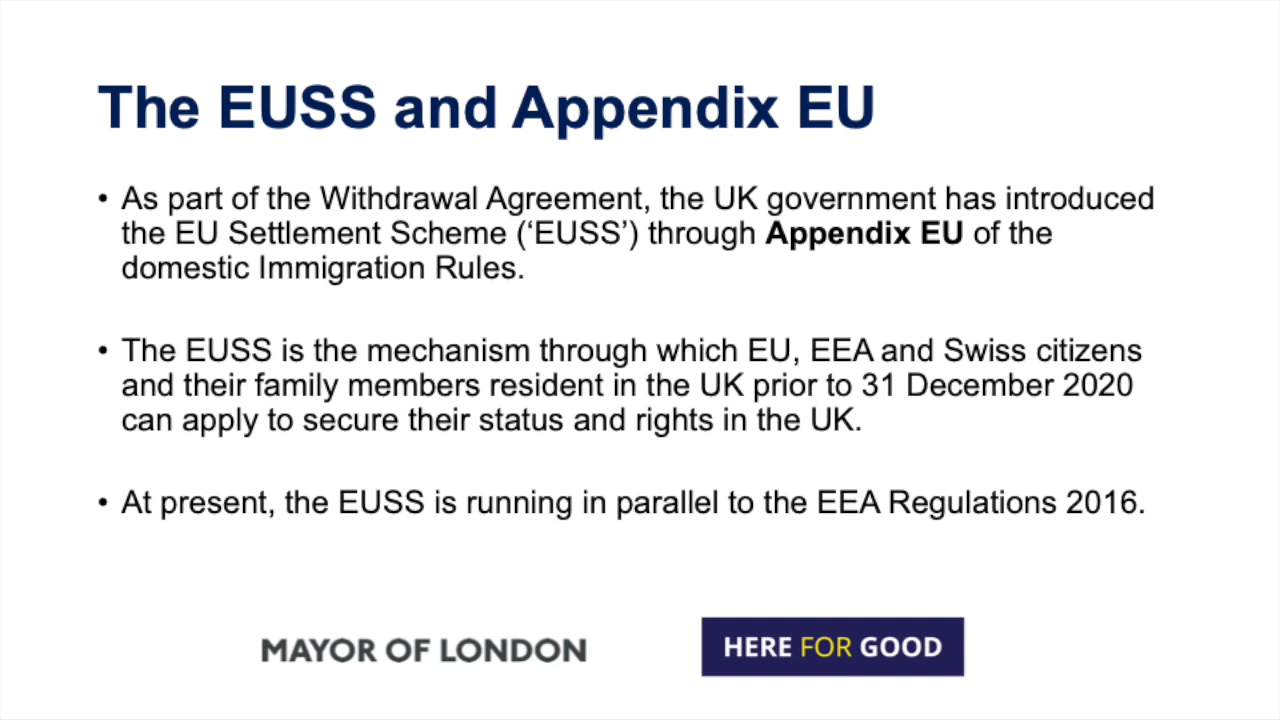 The EUSS and Appendix EU
• As part of the Withdrawal Agreement, the UK government has introduced
the EU Settlement Scheme (‘EUSS’) through Appendix EU of the
domestic Immigration Rules.
• The EUSS is the mechanism through which EU, EEA and Swiss citizens
and their family members resident in the UK prior to 31 December 2020
can apply to secure their status and rights in the UK.
• At present, the EUSS is running in parallel to the EEA Regulations 2016.
MAYOR OF LONDON
HERE FOR GOOD